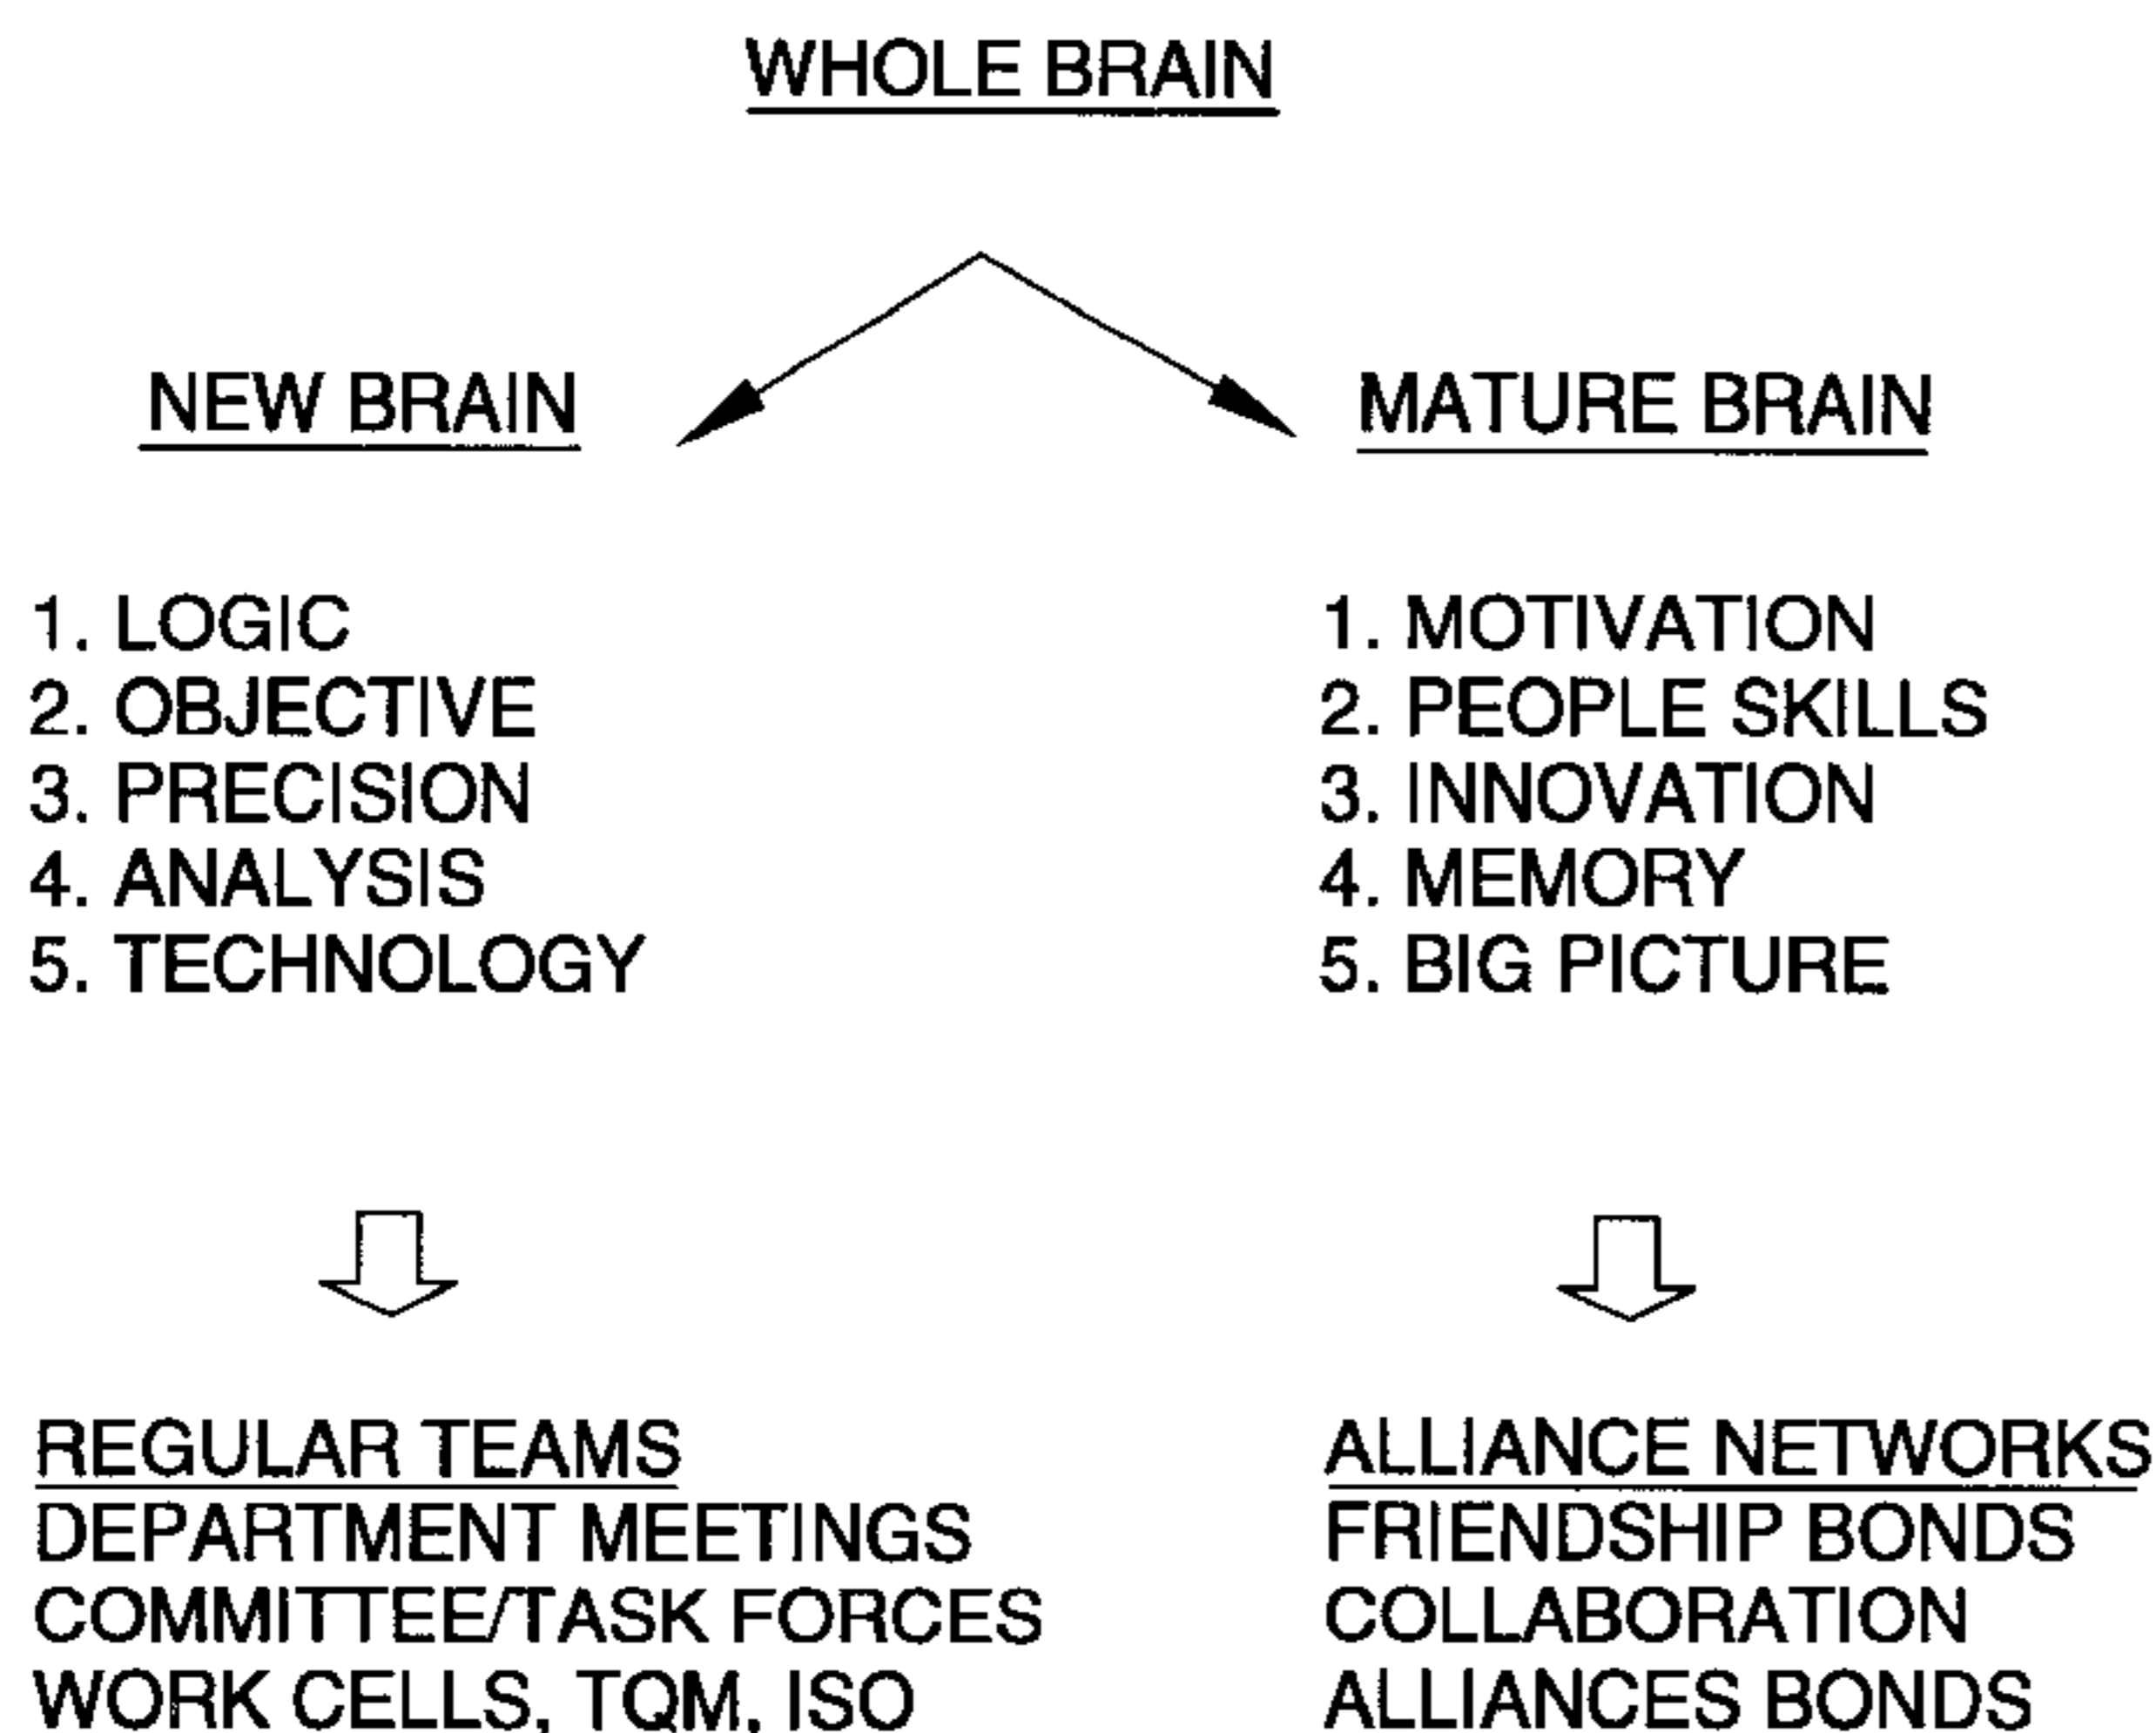 WHOLE BRAIN
NEW BRAIN
1. LOGIC
2. OBJECTIVE
3. PRECISION
4. ANALYSIS
5. TECHNOLOGY
REGULAR TEAMS
DEPARTMENT MEETINGS
COMMITTEE/TASK FORCES
WORK CELLS, TQM, ISO
MATURE BRAIN
1. MOTIVATION
2. PEOPLE SKILLS
3. INNOVATION
4. MEMORY
5. BIG PICTURE
ALLIANCE NETWORKS
FRIENDSHIP BONDS
COLLABORATION
ALLIANCES BONDS